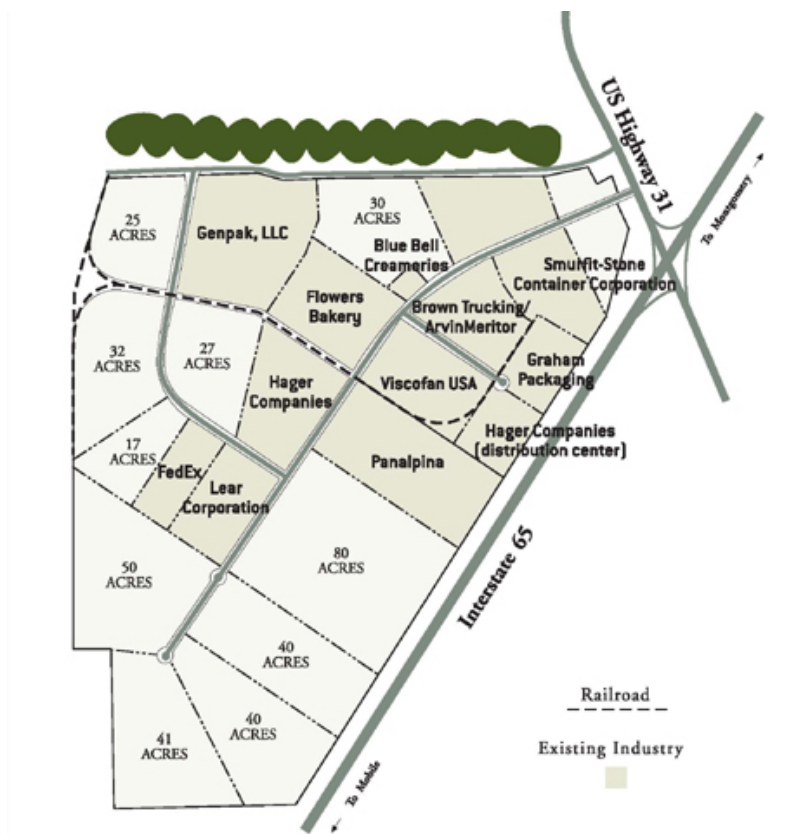 US Highway 31
To Montgomery
25
ACRES
Genpak, LLC
30
ACRES
Blue Bell
Creameries
Smulfit-Stone
Container Corporation
Flowers
Bakery
Brown Trucking/
ArvinMeritor
32
ACRES
27
ACRES
Hager
Companies
Viscofan USA
Graham
Packaging
17
ACRES
FedEx
Lear
Corporation
Panalpina
Hager Companies
(distribution center)
50
ACRES
80
ACRES
Interstate 65
40
ACRES
41
ACRES
40
ACRES
To Mobile
Railroad
Existing Industry